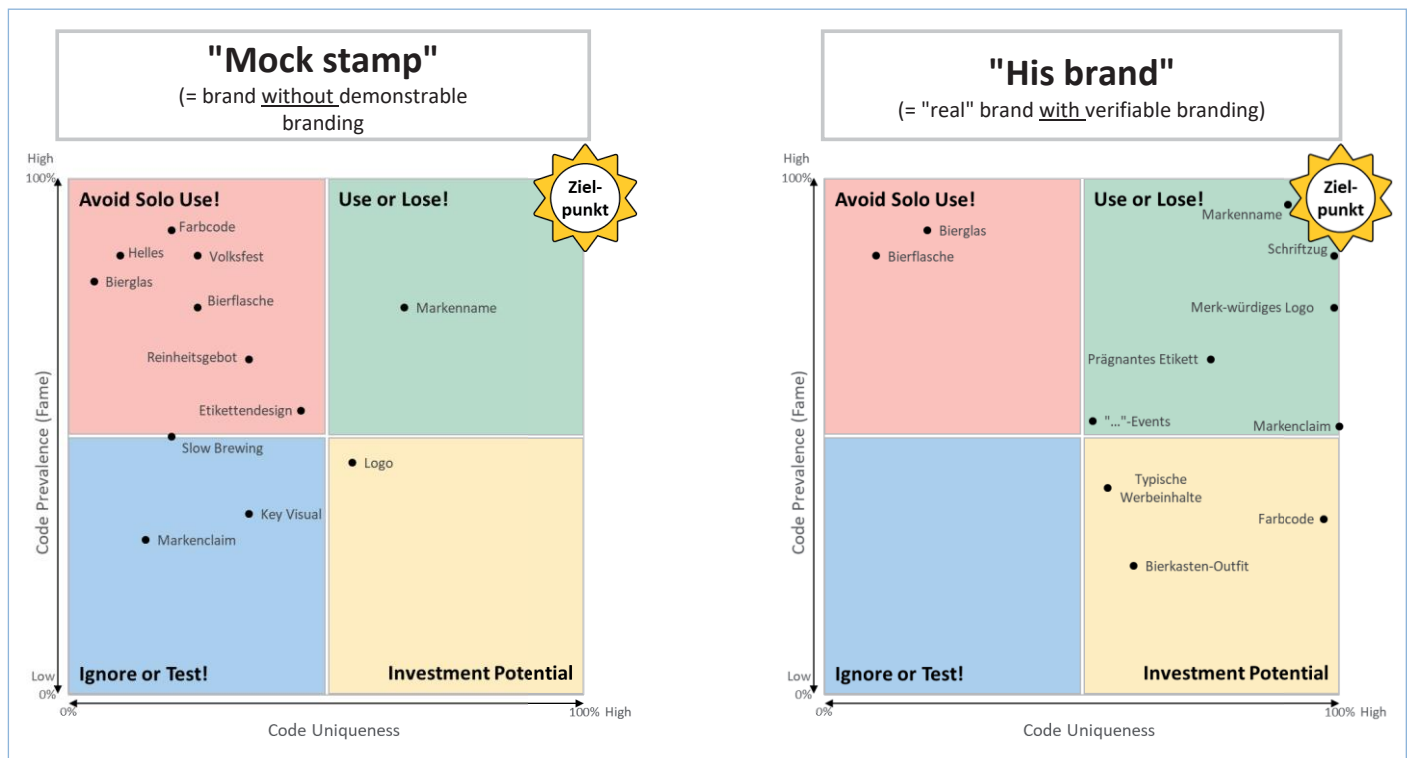 "Mock stamp"
(= brand without demonstrable
branding
High
100%
Avoid Solo Use!
Use or Lose!
Ziel-
punkt
Farbcode
Helles
Volksfest
Bierglas
Bierflasche
Markenname
Reinheitsgebot
Etikettendesign
Slow Brewing
Logo
Key Visual
Markenclaim
Code Prevalence (Fame)
Ignore or Test!
Investment Potential
Low
0%
0%
100% High
Code Uniqueness
"His brand"
(= "real" brand with verifiable branding)
High
100%
Avoid Solo Use!
Use or Lose!
Ziel-
punkt
Markenname
Bierglas
Bierflasche
Schriftzug
Merk-würdiges Logo
Prägnantes Etikett
"..."-Events
Markenclaim
Typische
Werbeinhalte
Farbcode
Bierkasten-Outfit
Code Prevalence (Fame)
Ignore or Test!
Investment Potential
Low
0%
0%
100% High
Code Uniqueness